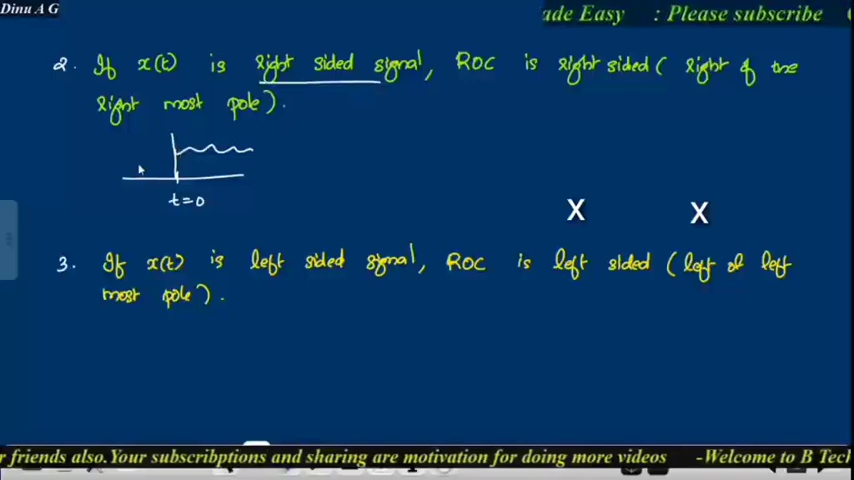 Dinu A G
ade Easy : Please subscribe
2. If x(t) is right sided signal, ROC is right sided ( right of the
right most pole).
t=0
X X
3. If x(t) is left sided signal, ROC is left sided (left of left
most pole).
r friends also.Your subscribptions and sharing are motivation for doing more videos -Welcome to B Tech